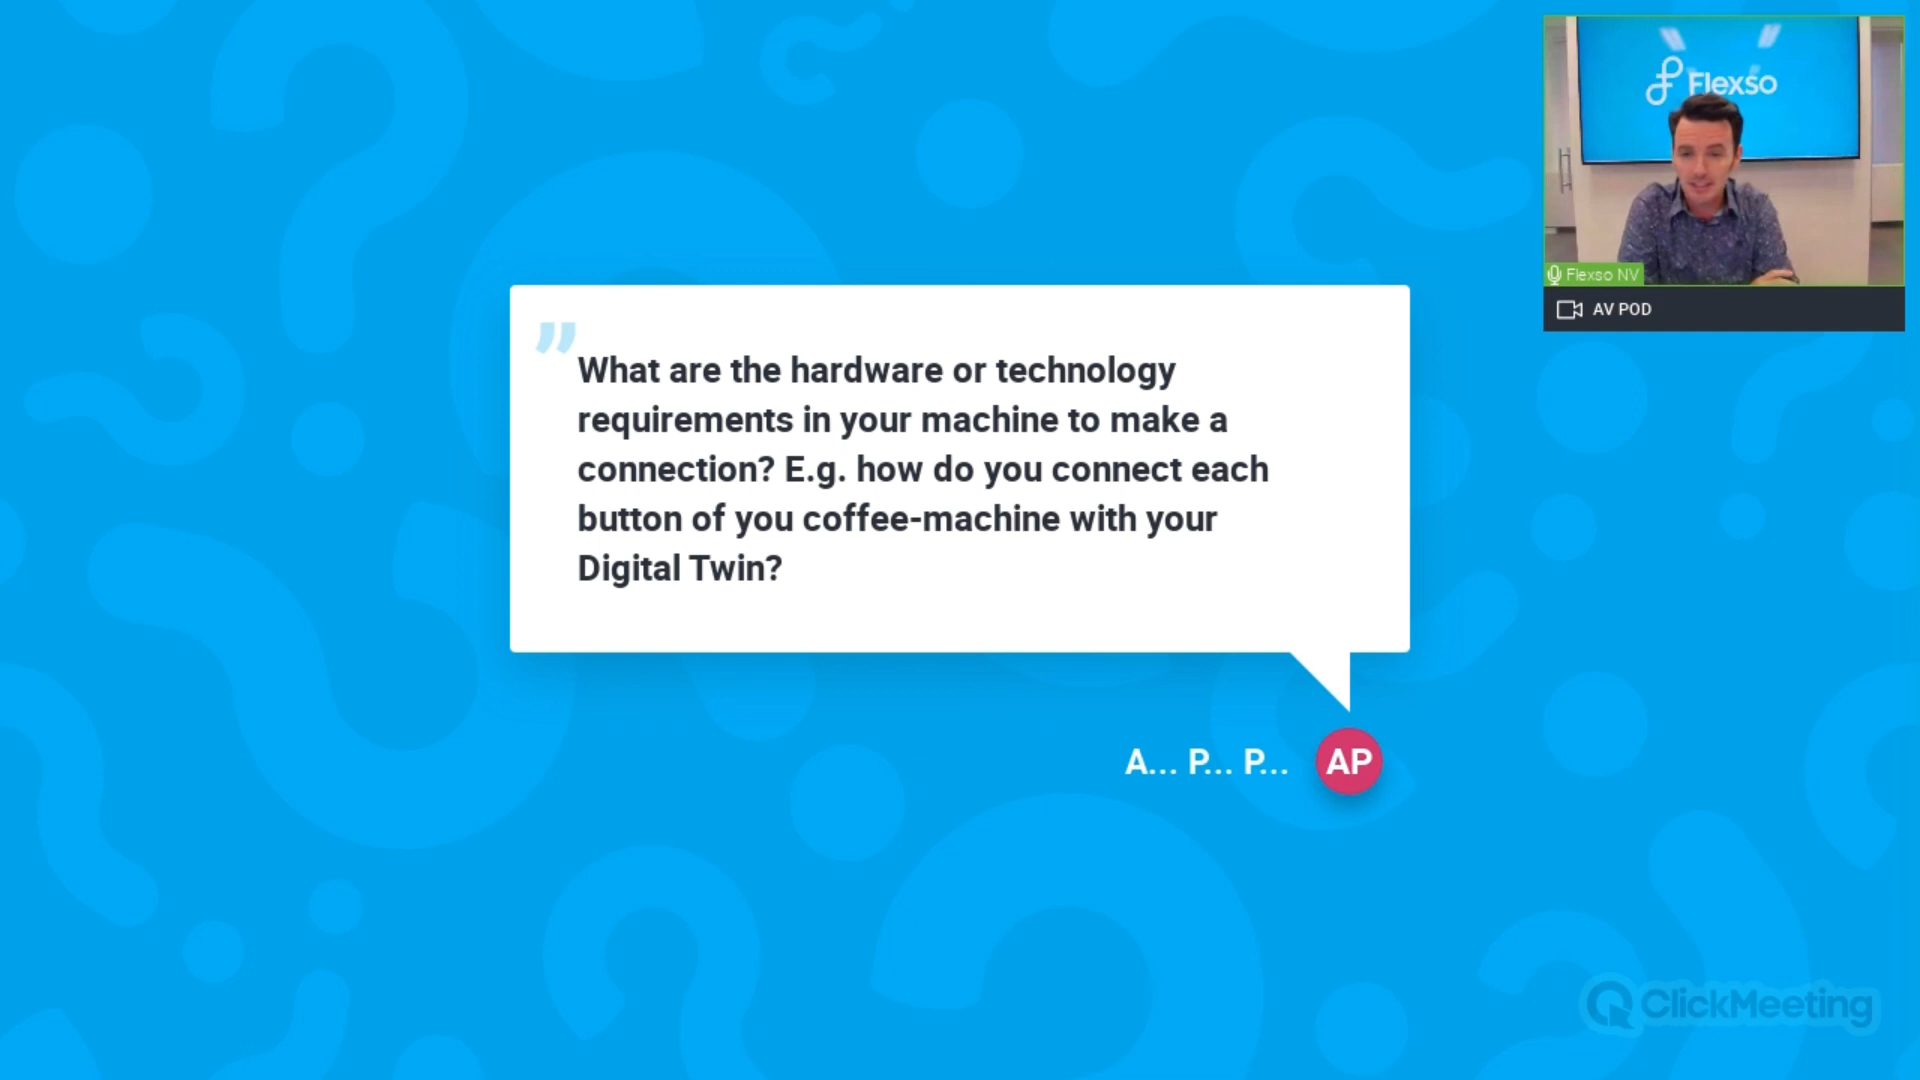 Flexso
Flexso NV
AV POD
”
What are the hardware or technology
requirements in your machine to make a
connection? E.g. how do you connect each
button of you coffee-machine with your
Digital Twin?
A... P... P... AP
ClickMeeting